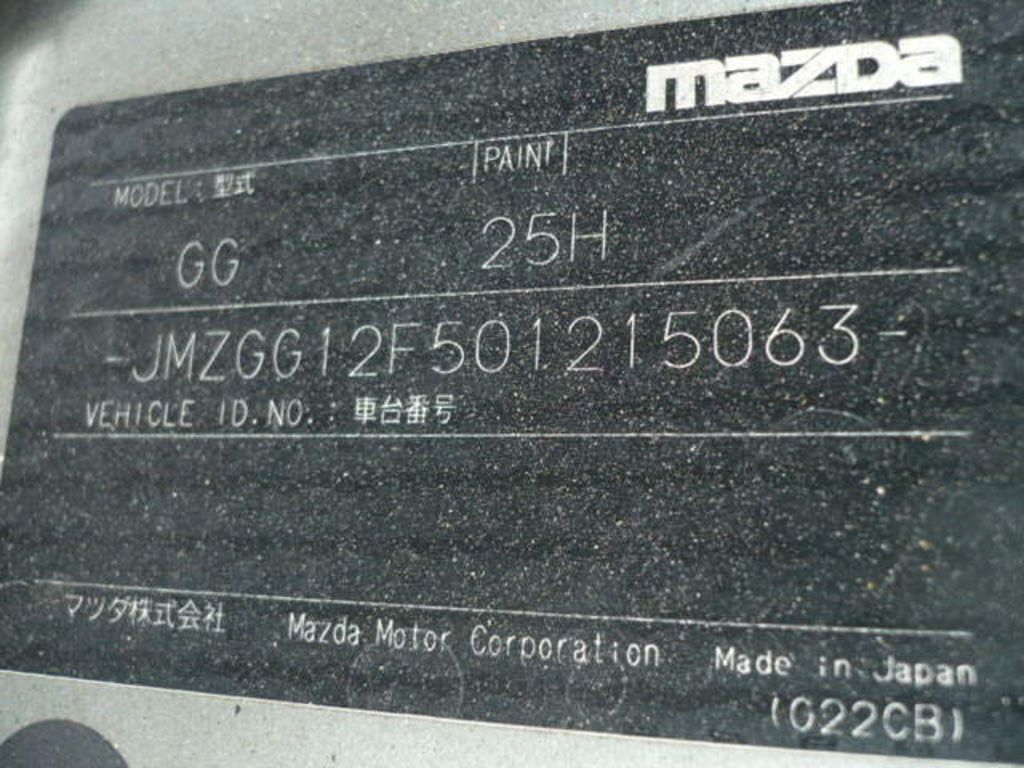 mazda
MODEL : 型式 PAINT
GG 25H
-JMZGG12F501215063-
VEHICLE ID.NO. : 車台番号
マツダ株式会社 Mazda Motor Corporation Made in Japan
(G22CB)